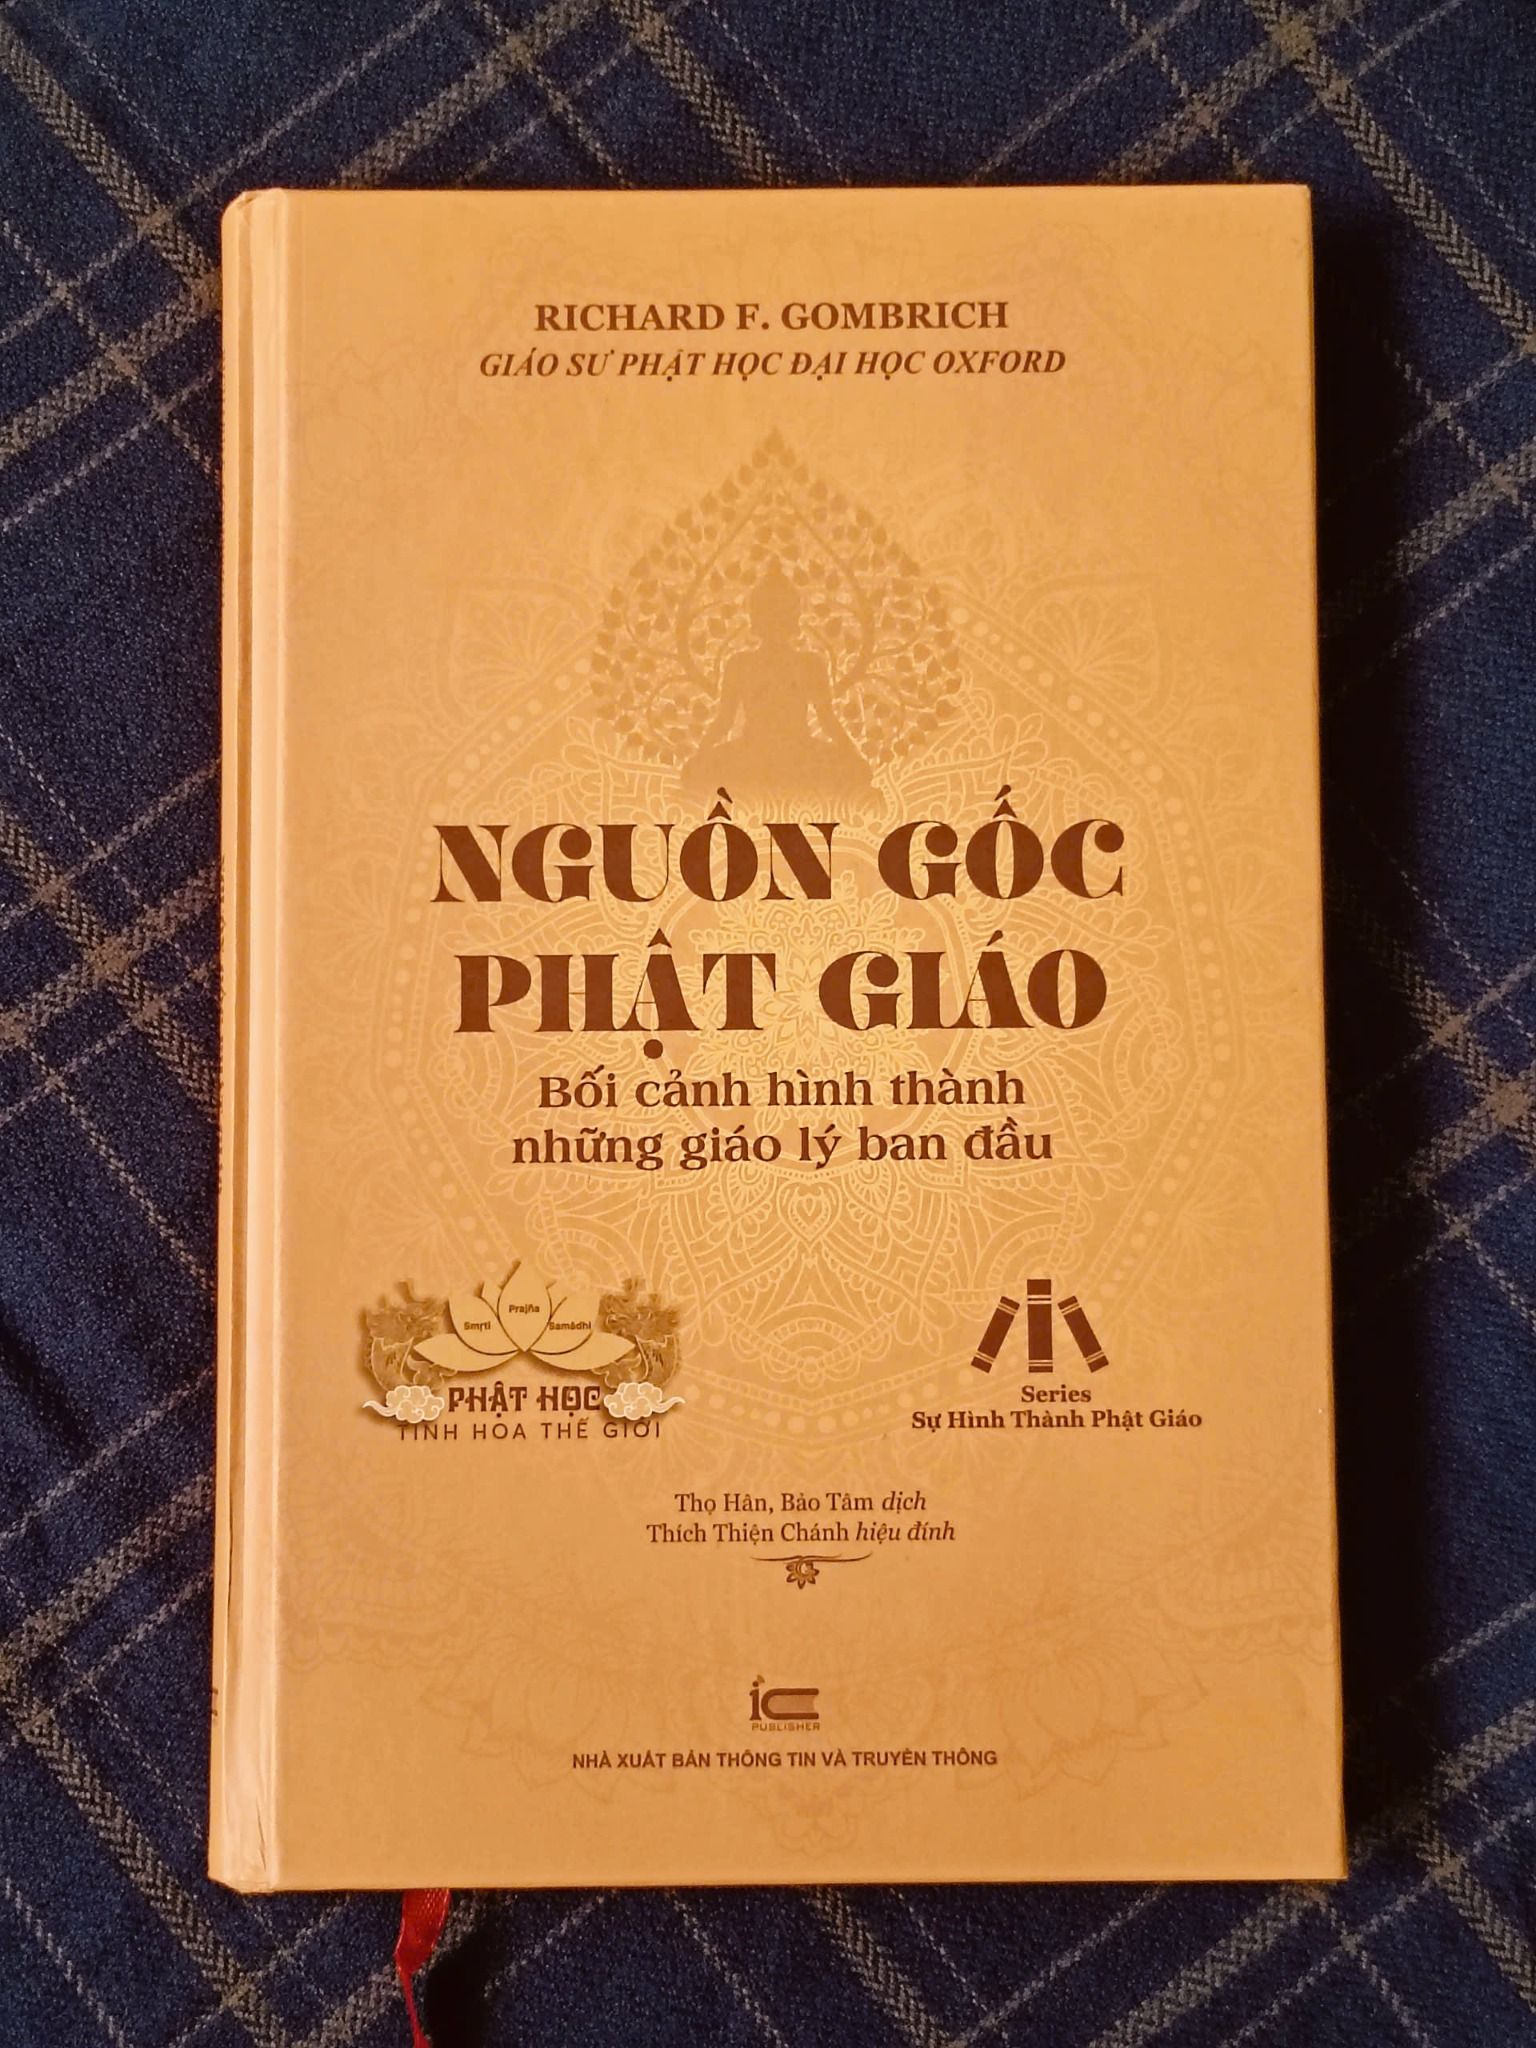 RICHARD F. GOMBRICH
GIÁO SƯ PHẬT HỌC ĐẠI HỌC OXFORD
NGUỒN GỐC
PHẬT GIÁO
Bối cảnh hình thành
những giáo lý ban đầu
Prajña
Smṛti
Samādhi
PHẬT HỌC
TINH HOA THẾ GIỚI
Series
Sự Hình Thành Phật Giáo
Thọ Hân, Bảo Tâm dịch
Thích Thiện Chánh hiệu đính
ic
PUBLISHER
NHÀ XUẤT BẢN THÔNG TIN VÀ TRUYỀN THÔNG